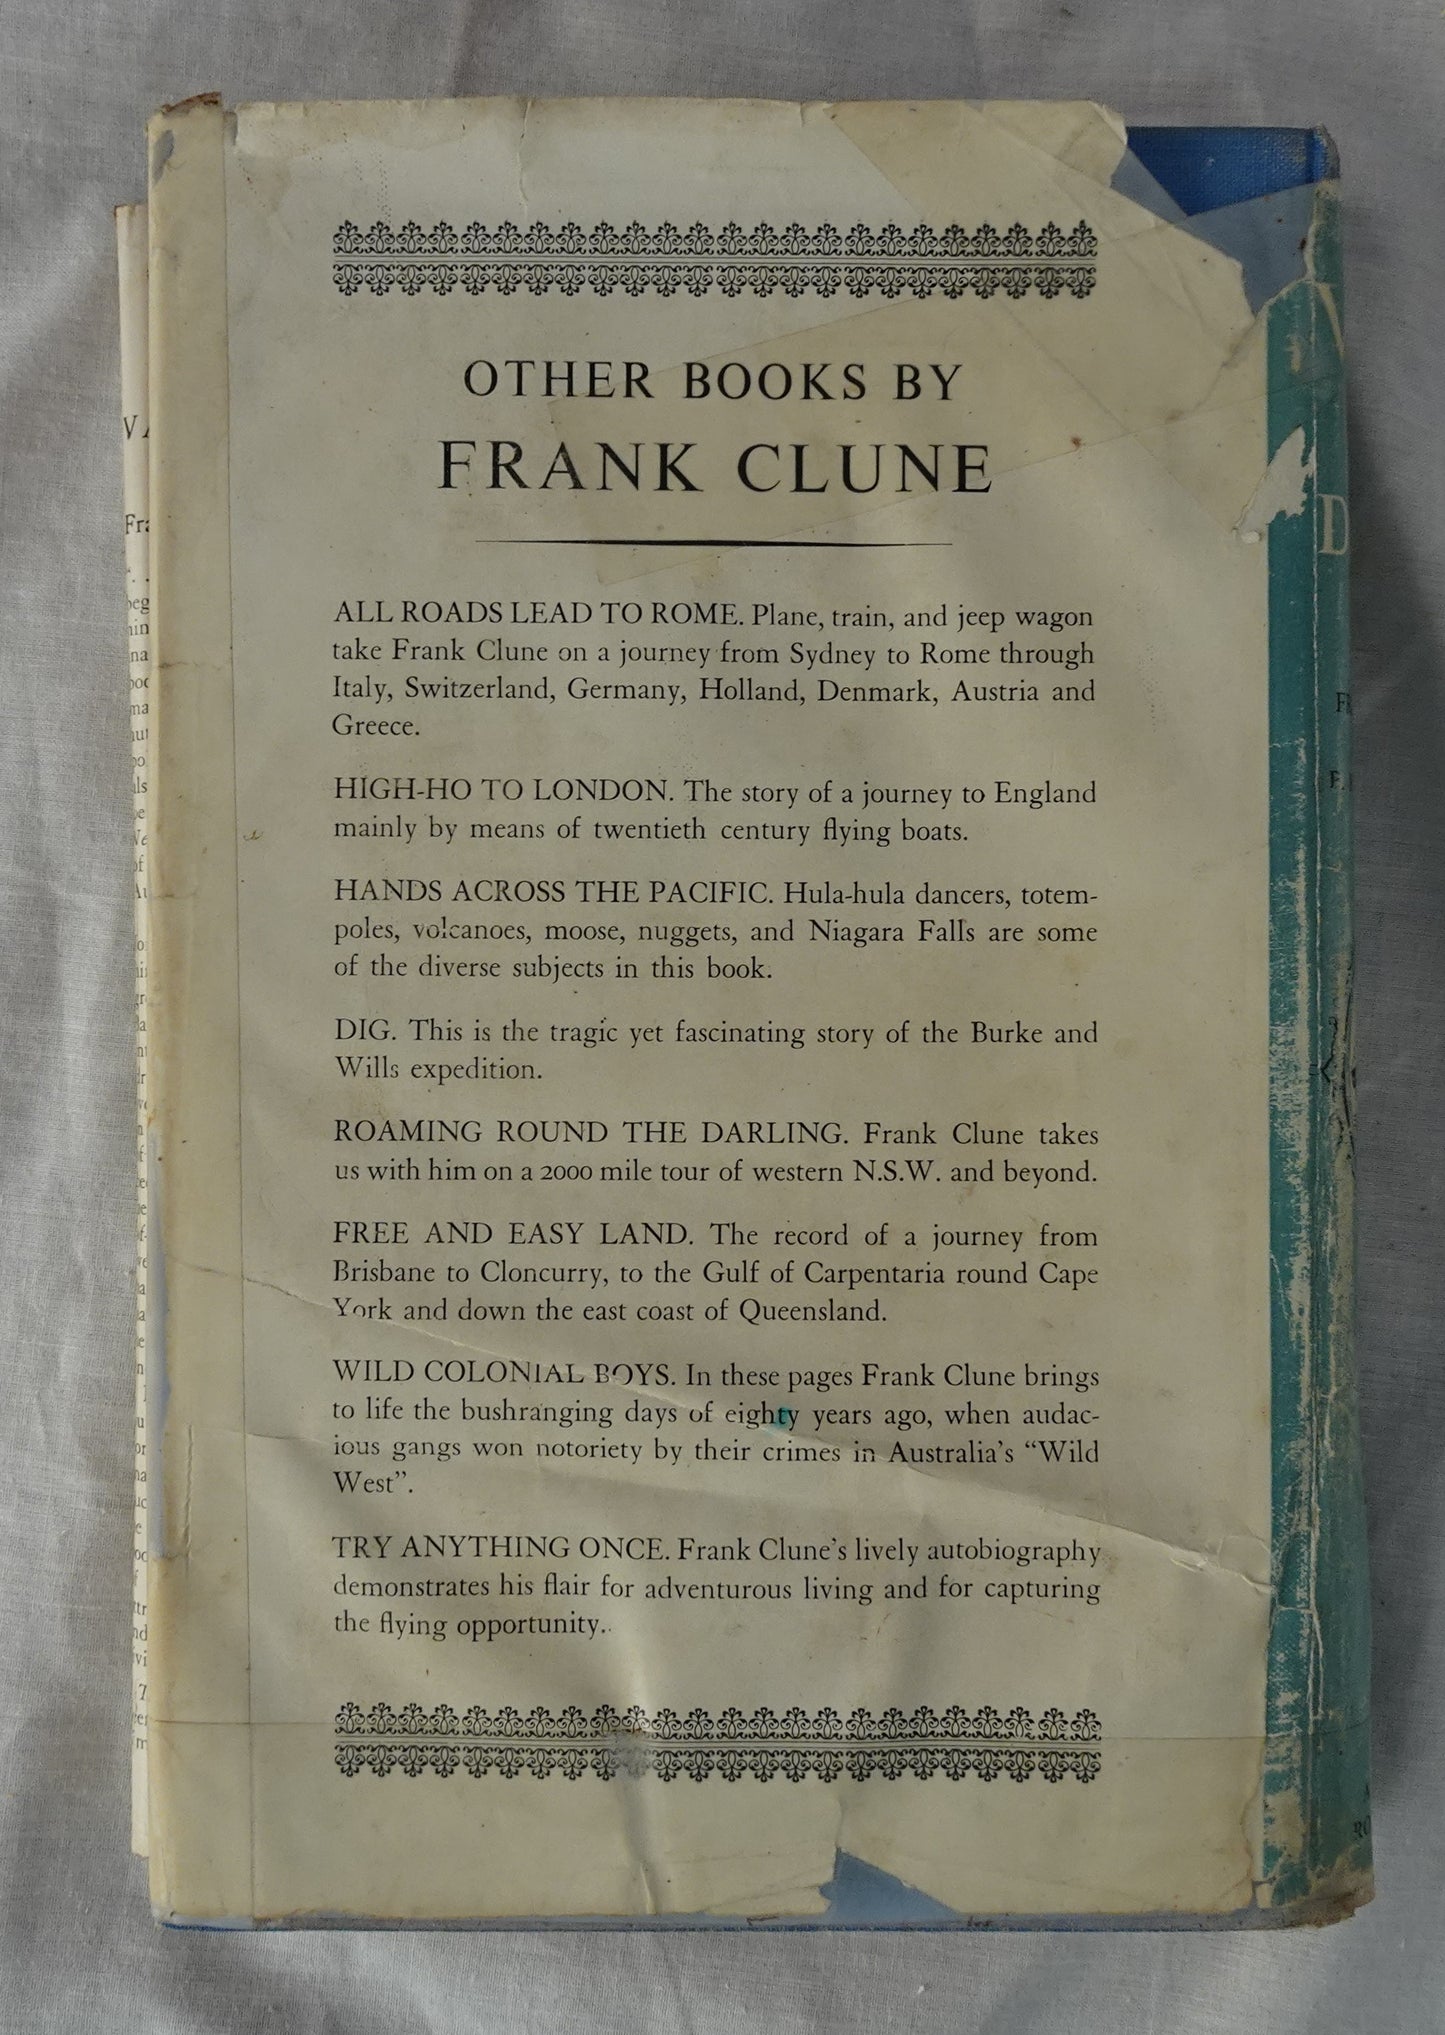 OTHER BOOKS BY
FRANK CLUNE
ALL ROADS LEAD TO ROME. Plane, train, and jeep wagon
take Frank Clune on a journey from Sydney to Rome through
Italy, Switzerland, Germany, Holland, Denmark, Austria and
Greece.
HIGH-HO TO LONDON. The story of a journey to England
mainly by means of twentieth century flying boats.
HANDS ACROSS THE PACIFIC. Hula-hula dancers, totem-
poles, volcanoes, moose, nuggets, and Niagara Falls are some
of the diverse subjects in this book.
DIG. This is the tragic yet fascinating story of the Burke and
Wills expedition.
ROAMING ROUND THE DARLING. Frank Clune takes
us with him on a 2000 mile tour of western N.S.W. and beyond.
FREE AND EASY LAND. The record of a journey from
Brisbane to Cloncurry, to the Gulf of Carpentaria round Cape
York and down the east coast of Queensland.
WILD COLONIAL BOYS. In these pages Frank Clune brings
to life the bushranging days of eighty years ago, when audac-
ious gangs won notoriety by their crimes in Australia's "Wild
West".
TRY ANYTHING ONCE. Frank Clune's lively autobiography
demonstrates his flair for adventurous living and for capturing
the flying opportunity.